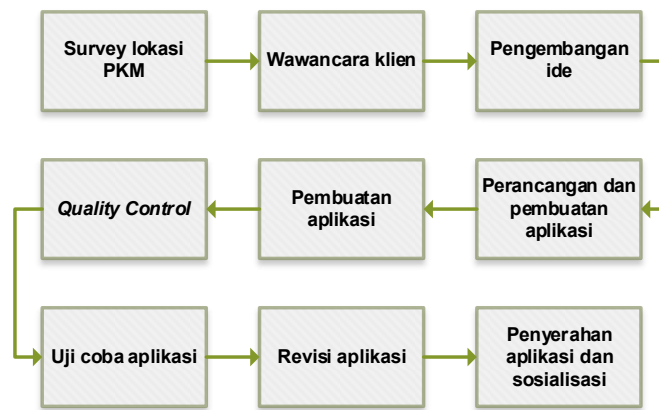 Survey lokasi
PKM
Wawancara klien
Pengembangan
ide
Quality Control
Pembuatan
aplikasi
Perancangan dan
pembuatan
aplikasi
Uji coba aplikasi
Revisi aplikasi
Penyerahan
aplikasi dan
sosialisasi